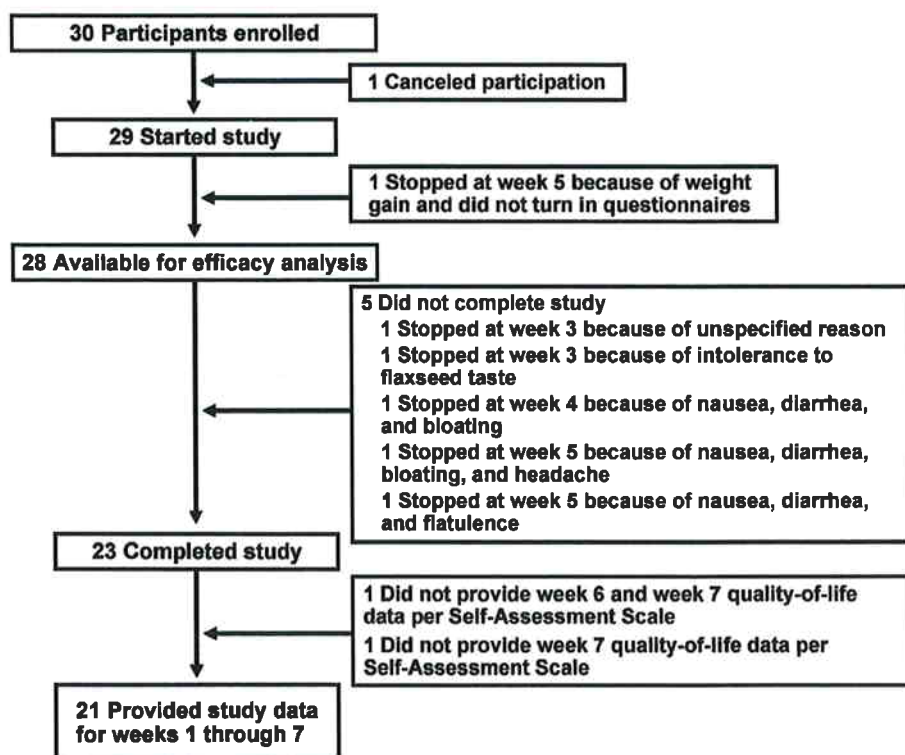 30 Participants enrolled
1 Canceled participation
29 Started study
1 Stopped at week 5 because of weight
gain and did not turn in questionnaires
28 Available for efficacy analysis
5 Did not complete study
1 Stopped at week 3 because of unspecified reason
1 Stopped at week 3 because of intolerance to
flaxseed taste
1 Stopped at week 4 because of nausea, diarrhea,
and bloating
1 Stopped at week 5 because of nausea, diarrhea,
bloating, and headache
1 Stopped at week 5 because of nausea, diarrhea,
and flatulence
23 Completed study
1 Did not provide week 6 and week 7 quality-of-life
data per Self-Assessment Scale
1 Did not provide week 7 quality-of-life data per
Self-Assessment Scale
21 Provided study data
for weeks 1 through 7